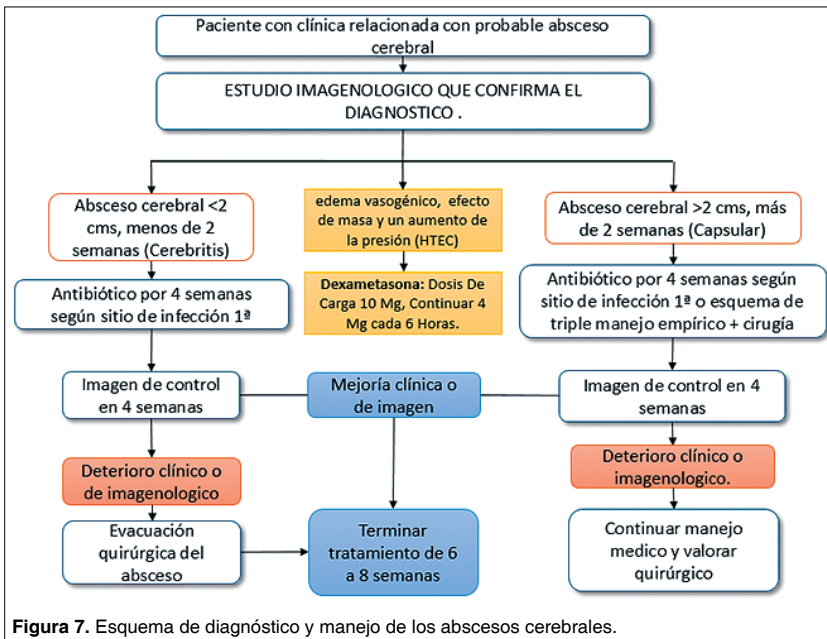 Paciente con clínica relacionada con probable absceso
cerebral
ESTUDIO IMAGENOLOGICO QUE CONFIRMA EL
DIAGNOSTICO .
Absceso cerebral <2
cms, menos de 2
semanas (Cerebritis)
edema vasogénico, efecto
de masa y un aumento de
la presión (HTEC)
Absceso cerebral >2 cms, más
de 2 semanas (Capsular)
Antibiótico por 4 semanas
según sitio de infección 1ª
Dexametasona: Dosis De
Carga 10 Mg, Continuar 4
Mg cada 6 Horas.
Antibiótico por 4 semanas según
sitio de infección 1ª o esquema de
triple manejo empírico + cirugía
Imagen de control
en 4 semanas
Mejoría clínica o
de imagen
Imagen de control en 4
semanas
Deterioro clínico o
de imagenologico
Deterioro clínico o
imagenologico.
Evacuación
quirúrgica del
absceso
Terminar
tratamiento de 6
a 8 semanas
Continuar manejo
medico y valorar
quirúrgico
Figura 7. Esquema de diagnóstico y manejo de los abscesos cerebrales.